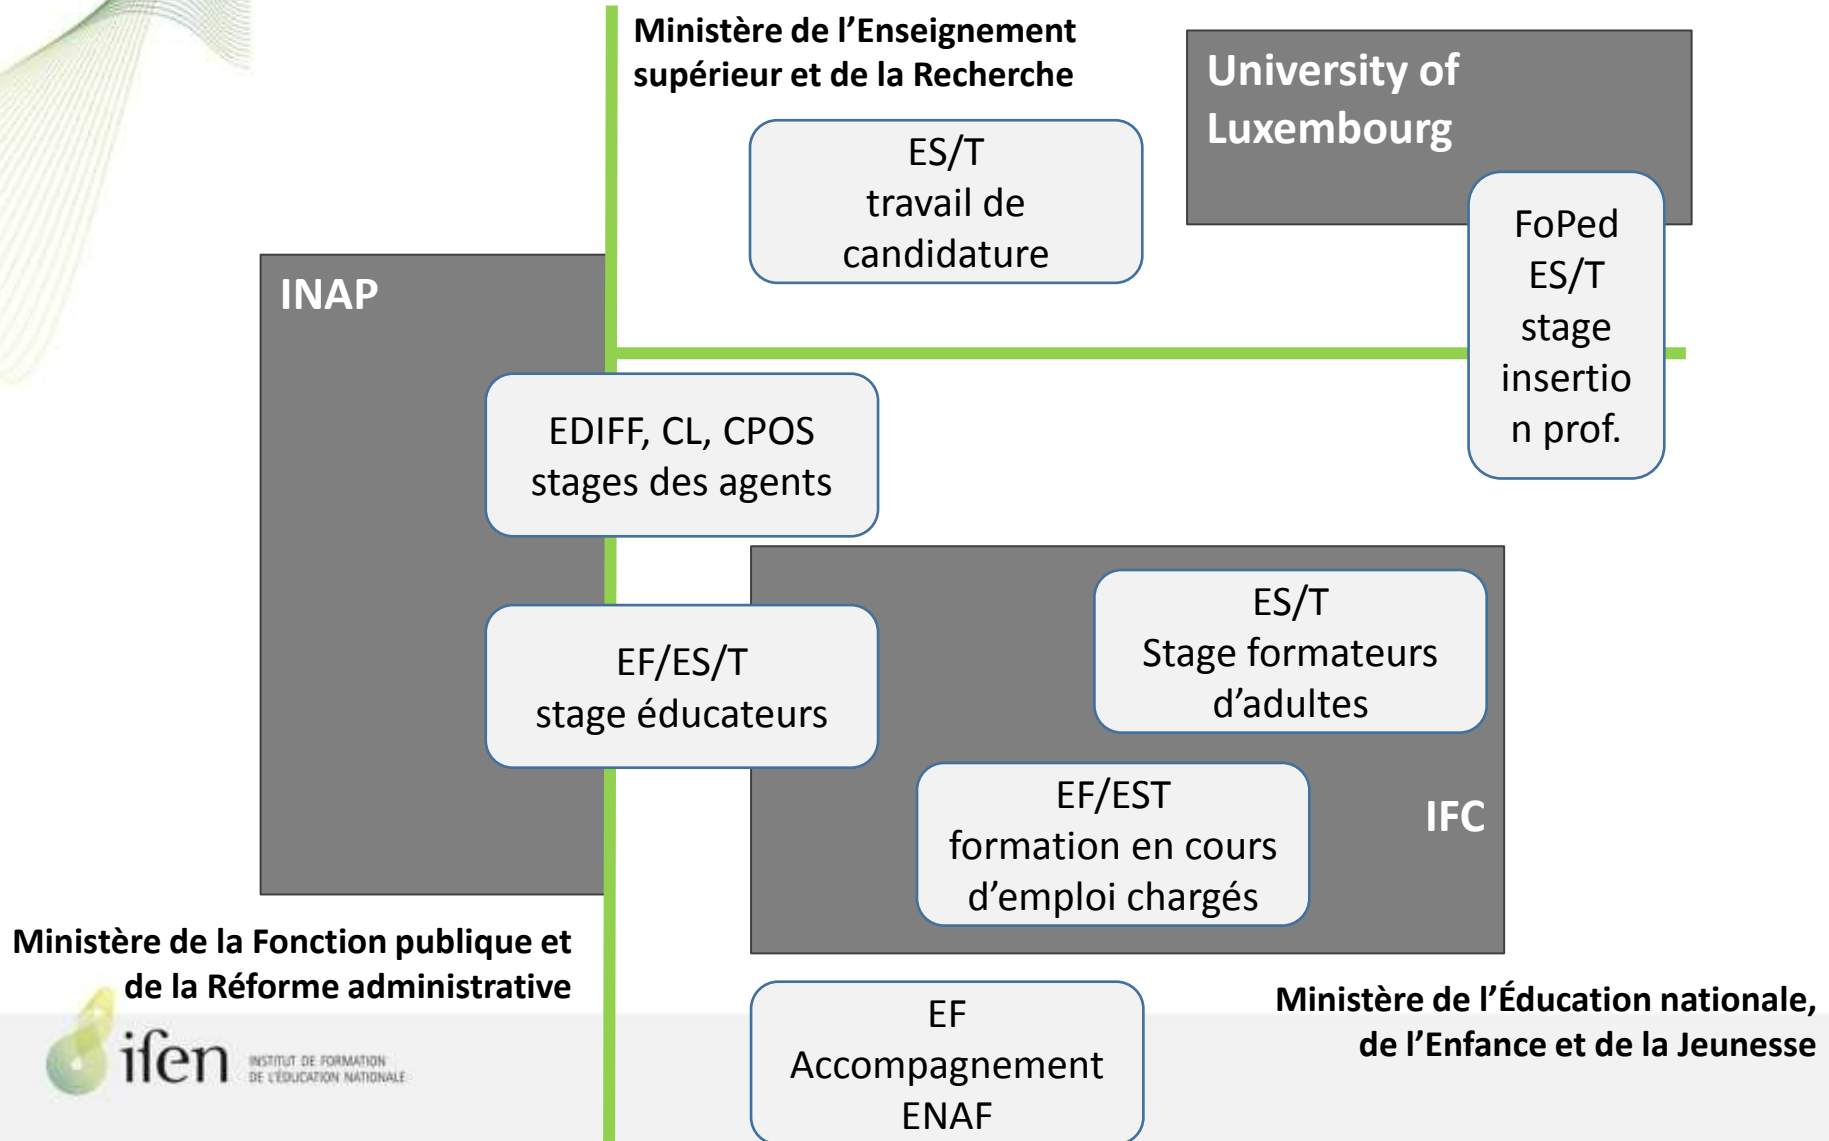 Ministère de l’Enseignement
supérieur et de la Recherche
University of
Luxembourg
ES/T
travail de
candidature
FoPed
ES/T
stage
insertio
n prof.
INAP
EDIFF, CL, CPOS
stages des agents
EF/ES/T
stage éducateurs
ES/T
Stage formateurs
d’adultes
EF/EST
formation en cours
d’emploi chargés
IFC
Ministère de la Fonction publique et
de la Réforme administrative
EF
Accompagnement
ENAF
Ministère de l’Éducation nationale,
de l’Enfance et de la Jeunesse
ifen
INSTITUT DE FORMATION
DE L’ÉDUCATION NATIONALE